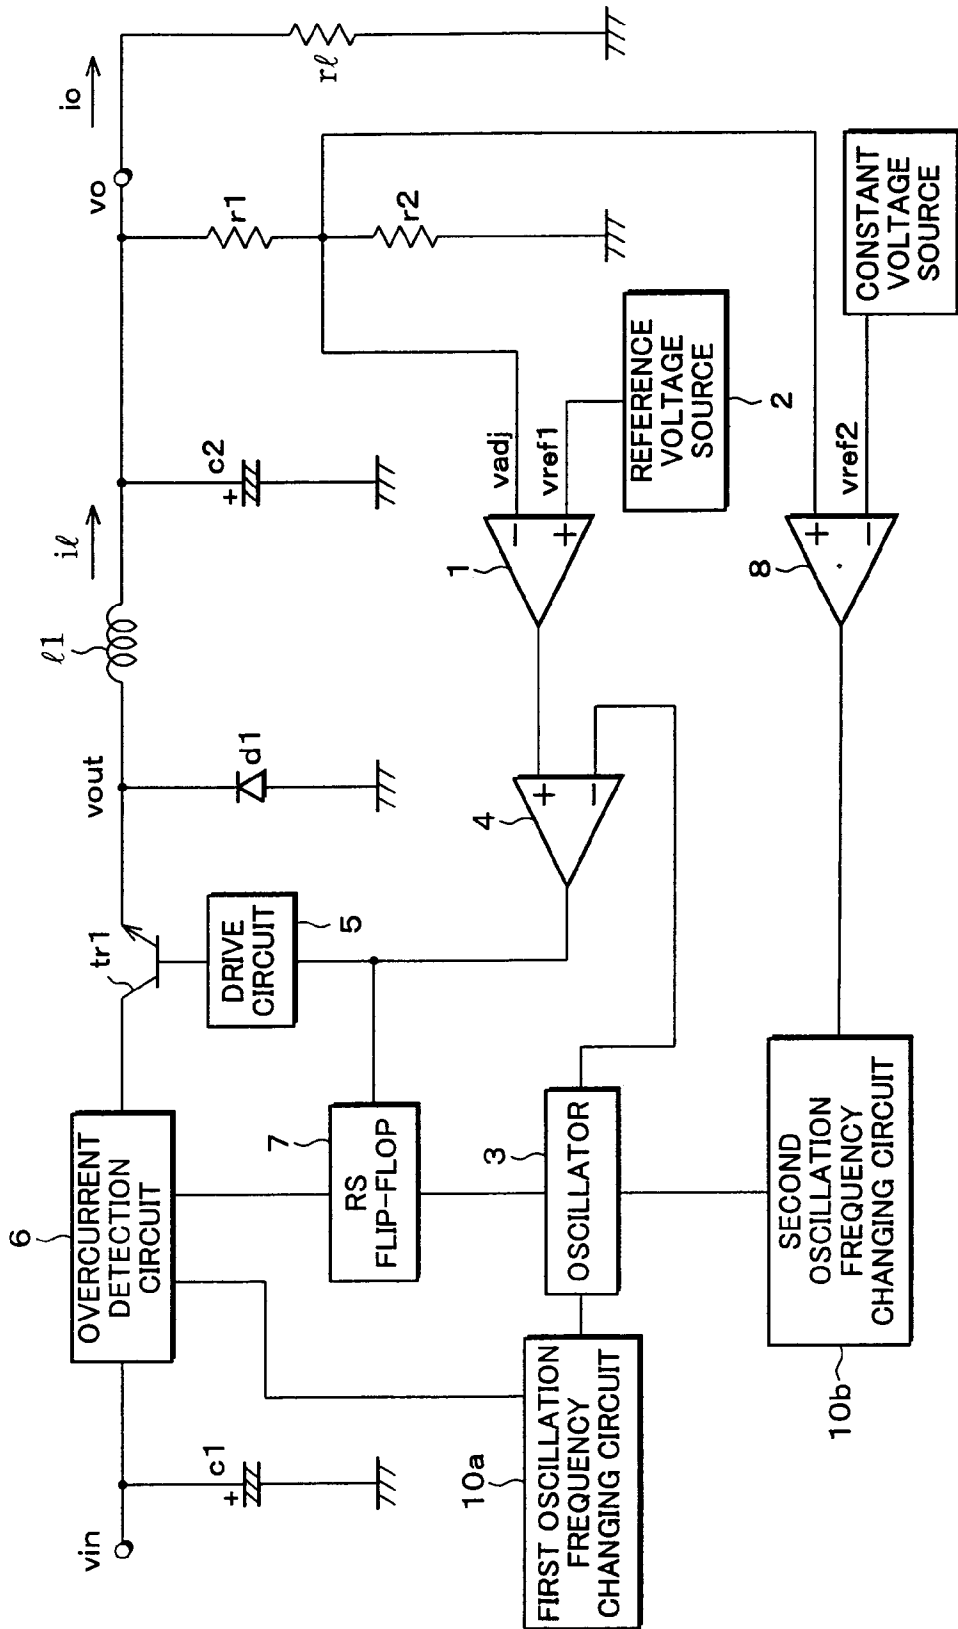 vin
c1
+
6
OVERCURRENT
DETECTION
CIRCUIT
tr1
vout
d1
ℓ1
iℓ
c2
+
vo
io
r1
r2
rℓ
DRIVE
CIRCUIT
5
7
RS
FLIP-FLOP
3
OSCILLATOR
4
+
−
1
−
+
vadj
vref1
REFERENCE
VOLTAGE
SOURCE
2
10a
FIRST OSCILLATION
FREQUENCY
CHANGING CIRCUIT
SECOND
OSCILLATION
FREQUENCY
CHANGING CIRCUIT
10b
8
+
−
vref2
CONSTANT
VOLTAGE
SOURCE